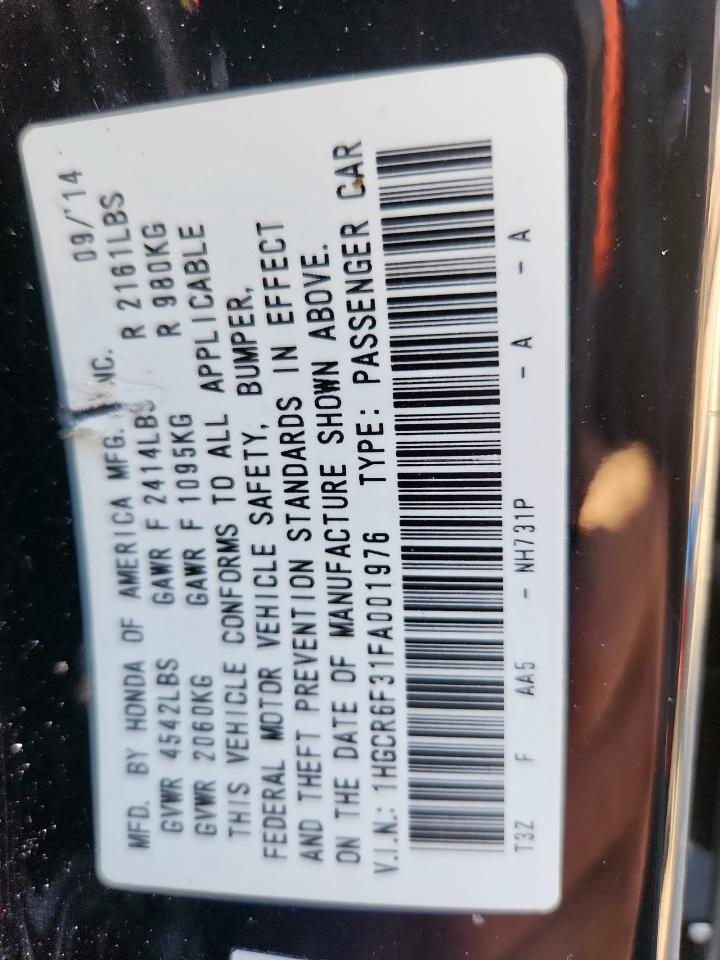 MFD. BY HONDA OF AMERICA MFG. INC. 09/'14
GVWR 4542LBS GAWR F 2414LBS R 2161LBS
GVWR 2060KG GAWR F 1095KG R 980KG
THIS VEHICLE CONFORMS TO ALL APPLICABLE
FEDERAL MOTOR VEHICLE SAFETY, BUMPER,
AND THEFT PREVENTION STANDARDS IN EFFECT
ON THE DATE OF MANUFACTURE SHOWN ABOVE.
V.I.N.: 1HGCR6F31FA001976 TYPE: PASSENGER CAR
T3Z F AA5 - NH731P - A - A